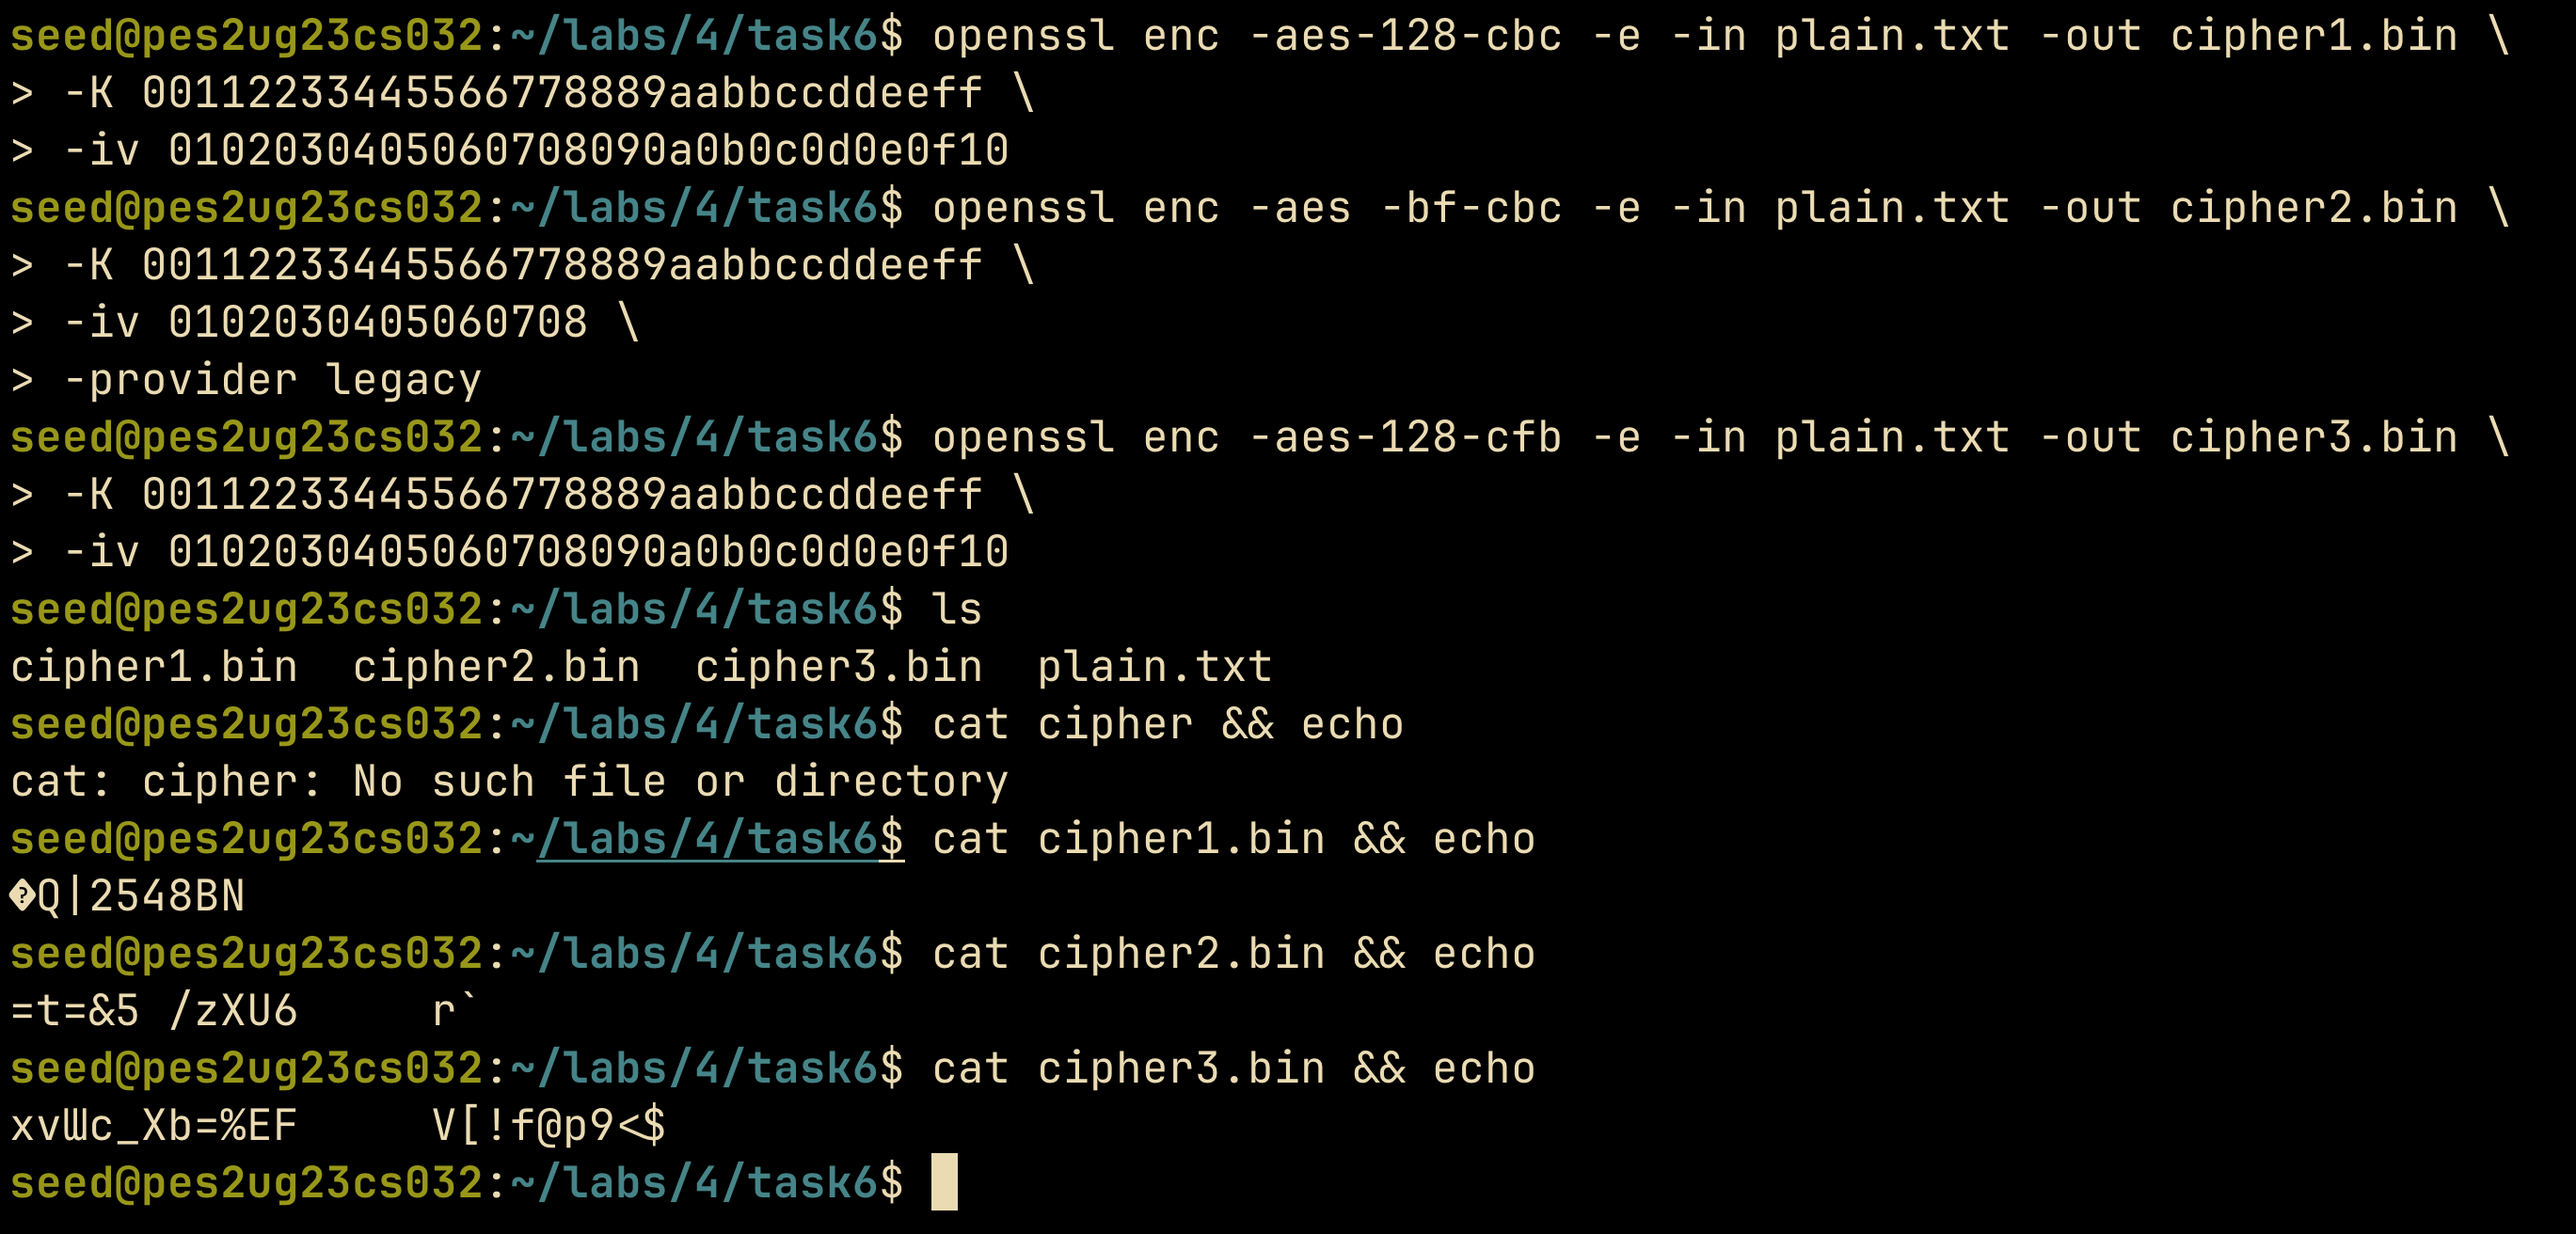 seed@pes2ug23cs032:~/labs/4/task6$ openssl enc -aes-128-cbc -e -in plain.txt -out cipher1.bin \
> -K 00112233445566778889aabbccddeeff \
> -iv 0102030405060708090a0b0c0d0e0f10
seed@pes2ug23cs032:~/labs/4/task6$ openssl enc -aes -bf-cbc -e -in plain.txt -out cipher2.bin \
> -K 00112233445566778889aabbccddeeff \
> -iv 0102030405060708 \
> -provider legacy
seed@pes2ug23cs032:~/labs/4/task6$ openssl enc -aes-128-cfb -e -in plain.txt -out cipher3.bin \
> -K 00112233445566778889aabbccddeeff \
> -iv 0102030405060708090a0b0c0d0e0f10
seed@pes2ug23cs032:~/labs/4/task6$ ls
cipher1.bin  cipher2.bin  cipher3.bin  plain.txt
seed@pes2ug23cs032:~/labs/4/task6$ cat cipher && echo
cat: cipher: No such file or directory
seed@pes2ug23cs032:~/labs/4/task6$ cat cipher1.bin && echo
�Q|2548BN
seed@pes2ug23cs032:~/labs/4/task6$ cat cipher2.bin && echo
=t=&5 /zXU6     r`
seed@pes2ug23cs032:~/labs/4/task6$ cat cipher3.bin && echo
xvƜc_Xb=%EF     V[!f@p9<$
seed@pes2ug23cs032:~/labs/4/task6$